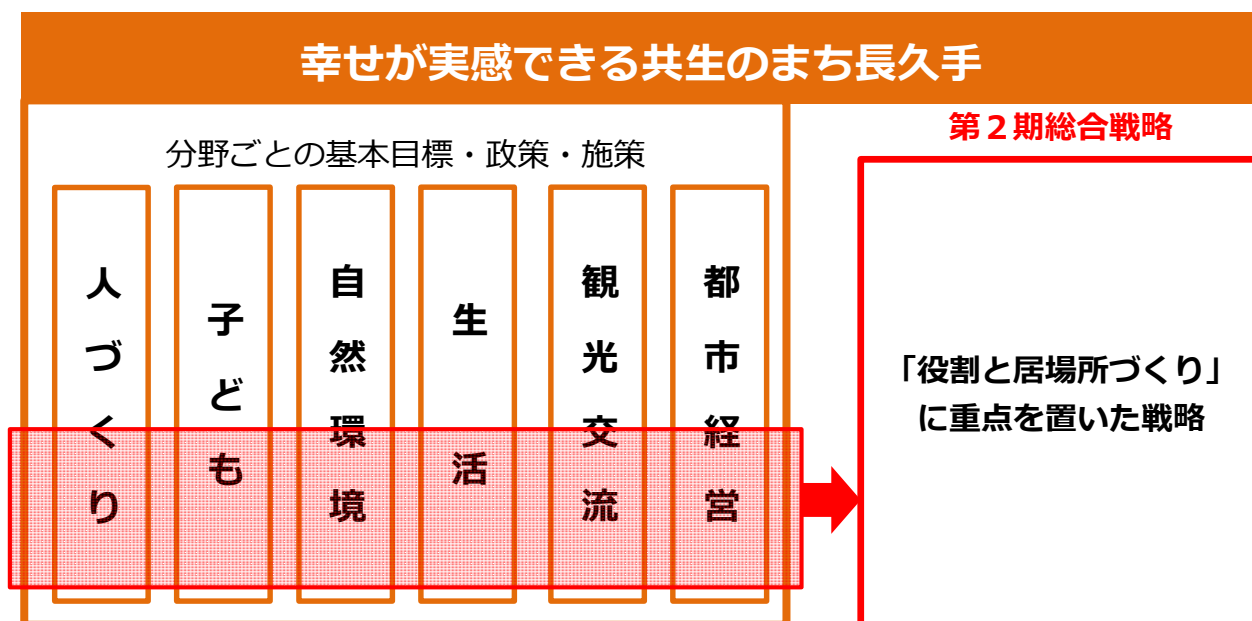 幸せが実感できる共生のまち長久手
第２期総合戦略
分野ごとの基本目標・政策・施策
人づくり
子ども
自然環境
生活
観光交流
都市経営
「役割と居場所づくり」
に重点を置いた戦略